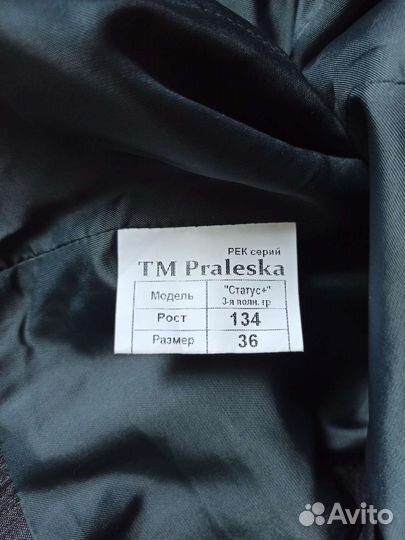 РЕК серий
TM Praleska
Модель "Статус+"
3-я полн. гр
Рост 134
Размер 36
Avito